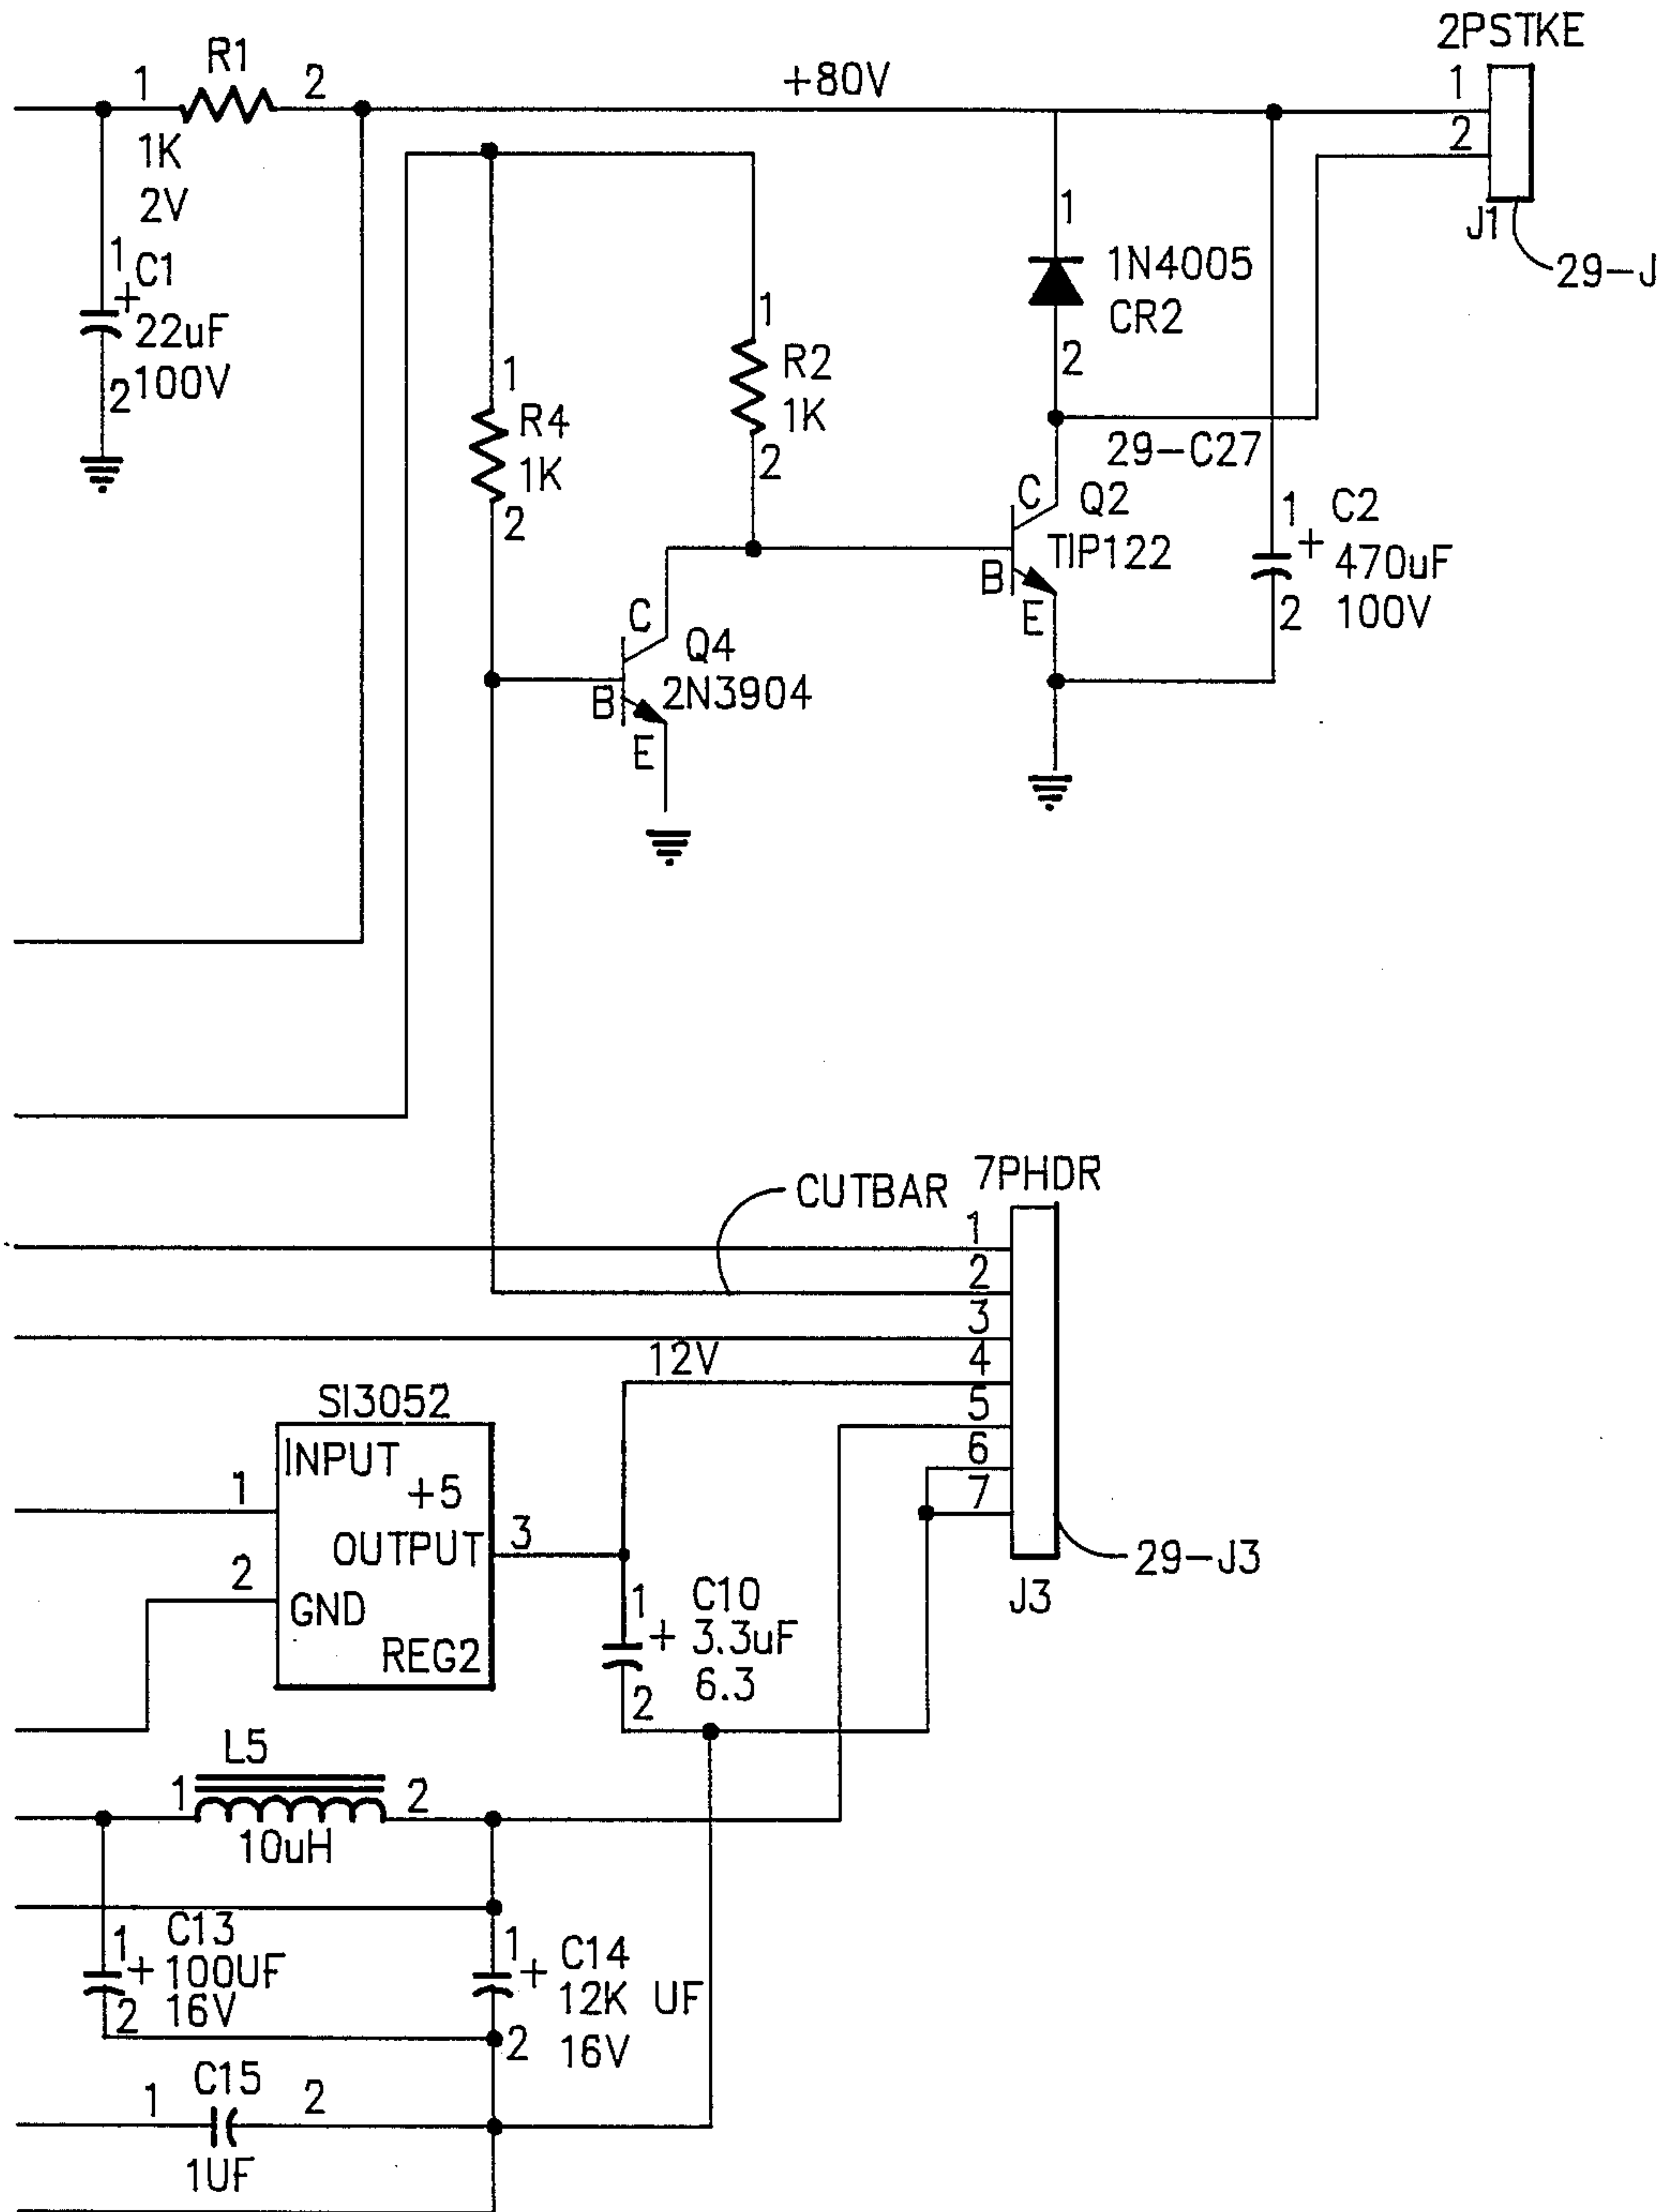 2PSTKE
R1
1 2
+80V
1
2
1K
2V
J1
29-J
1 C1
+
22uF
2 100V
1
1N4005
CR2
2
1
R2
1K
2
1
R4
1K
2
29-C27
C Q2
TIP122
B
E
1 C2
+
470uF
2 100V
C Q4
2N3904
B
E
CUTBAR
7PHDR
1
2
3
12V
4
5
6
7
29-J3
J3
SI3052
INPUT
1
+5
OUTPUT
3
2
GND
REG2
1 C10
+ 3.3uF
6.3
2
L5
1 2
10uH
1 C13
+ 100UF
2 16V
1 C14
+ 12K UF
2 16V
C15
1 2
1UF